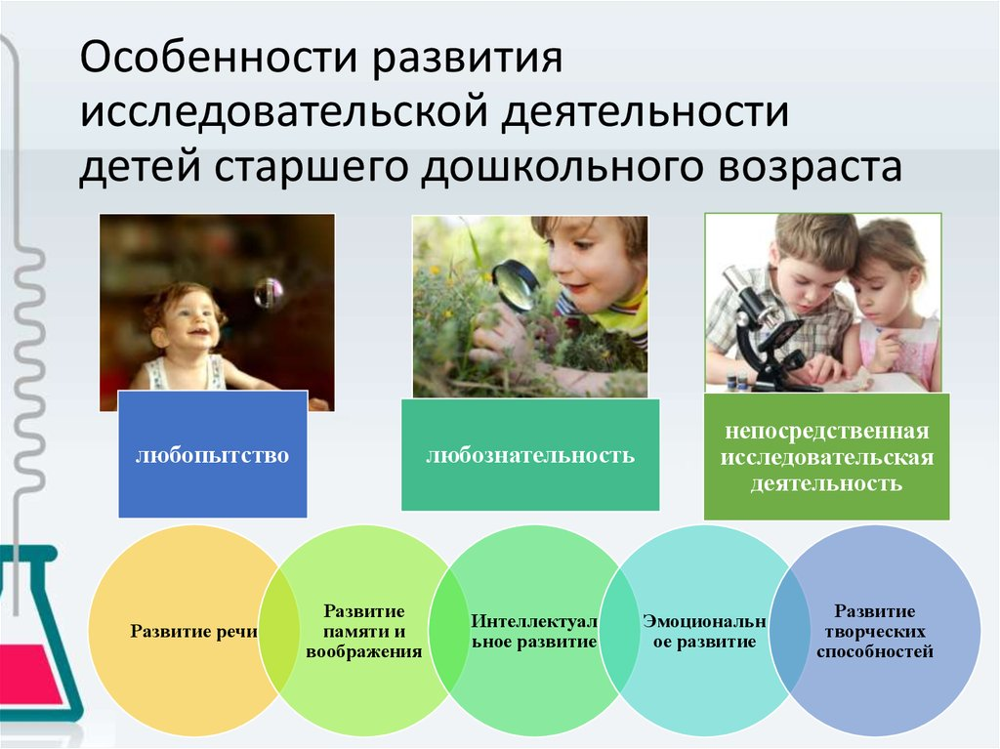 Особенности развития
исследовательской деятельности
детей старшего дошкольного возраста
любопытство
любознательность
непосредственная
исследовательская
деятельность
Развитие речи
Развитие
памяти и
воображения
Интеллектуал
ьное развитие
Эмоциональн
ое развитие
Развитие
творческих
способностей